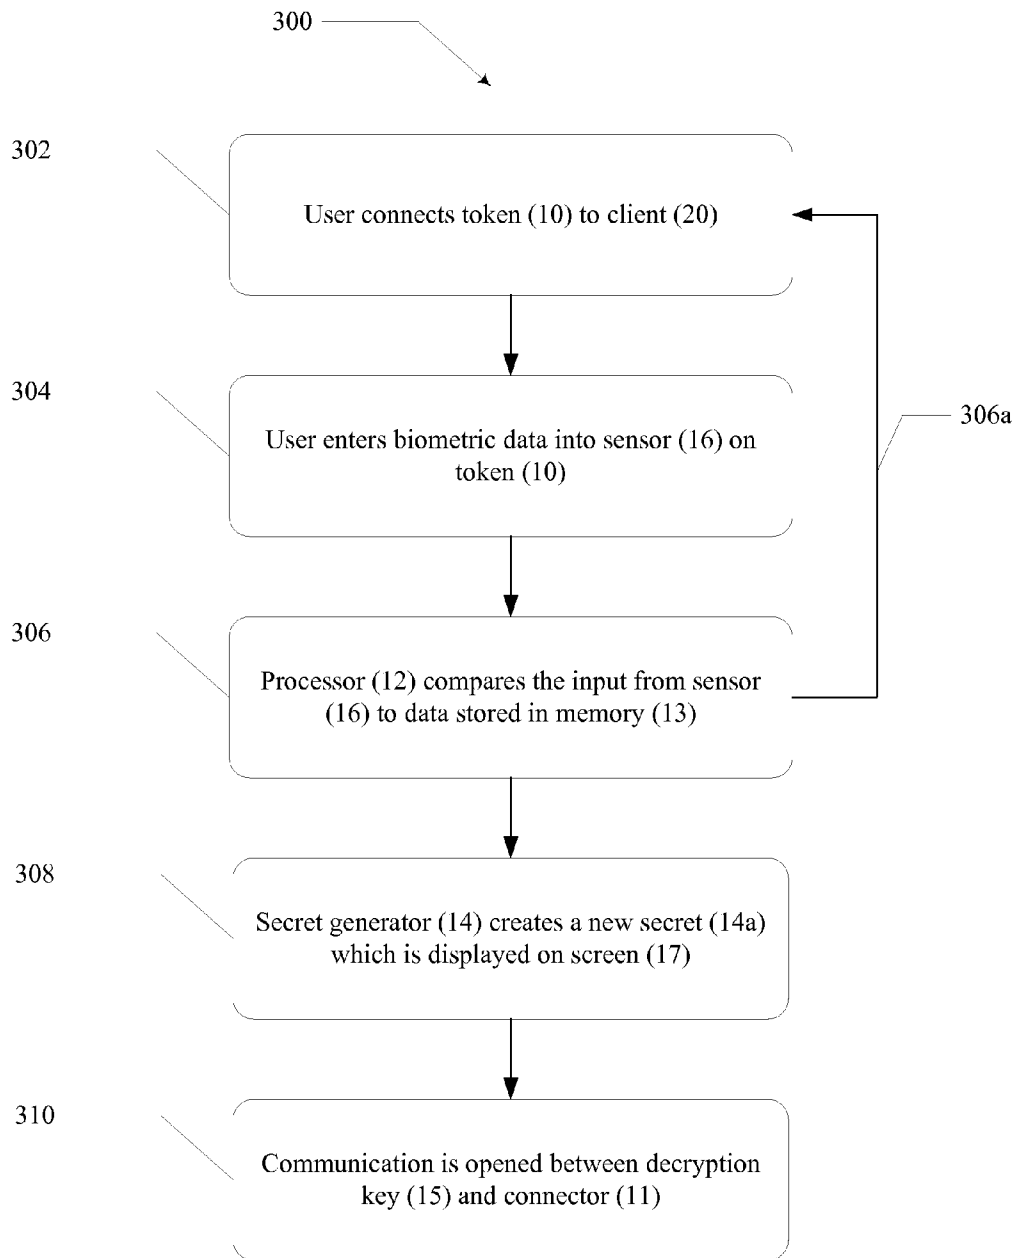 300
302
User connects token (10) to client (20)
304
User enters biometric data into sensor (16) on
token (10)
306a
306
Processor (12) compares the input from sensor
(16) to data stored in memory (13)
308
Secret generator (14) creates a new secret (14a)
which is displayed on screen (17)
310
Communication is opened between decryption
key (15) and connector (11)